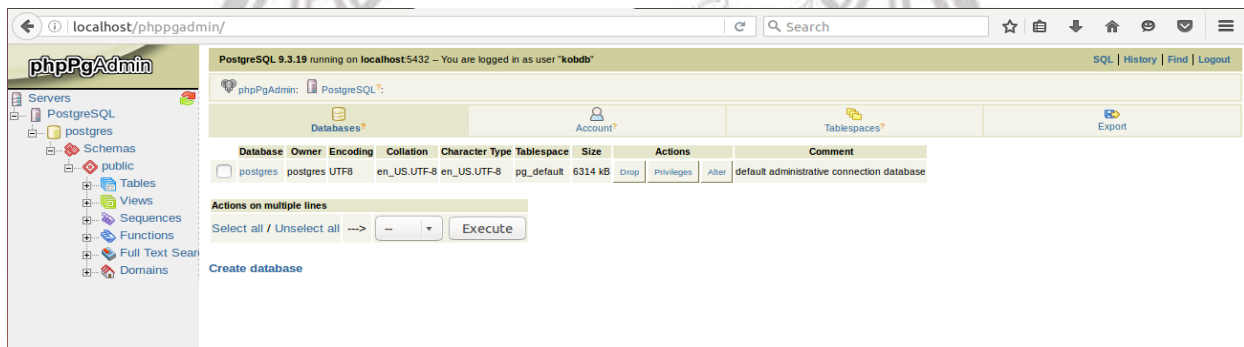 localhost/phppgadmin/
Search
phpPgAdmin
Servers
PostgreSQL
postgres
Schemas
public
Tables
Views
Sequences
Functions
Full Text Sear
Domains
PostgreSQL 9.3.19 running on localhost:5432 -- You are logged in as user "kobdb"
SQL | History | Find | Logout
phpPgAdmin: PostgreSQL?:
Databases? Account? Tablespaces? Export
Database Owner Encoding Collation Character Type Tablespace Size Actions Comment
postgres postgres UTF8 en_US.UTF-8 en_US.UTF-8 pg_default 6314 kB Drop Privileges Alter default administrative connection database
Actions on multiple lines
Select all / Unselect all ---> -- Execute
Create database